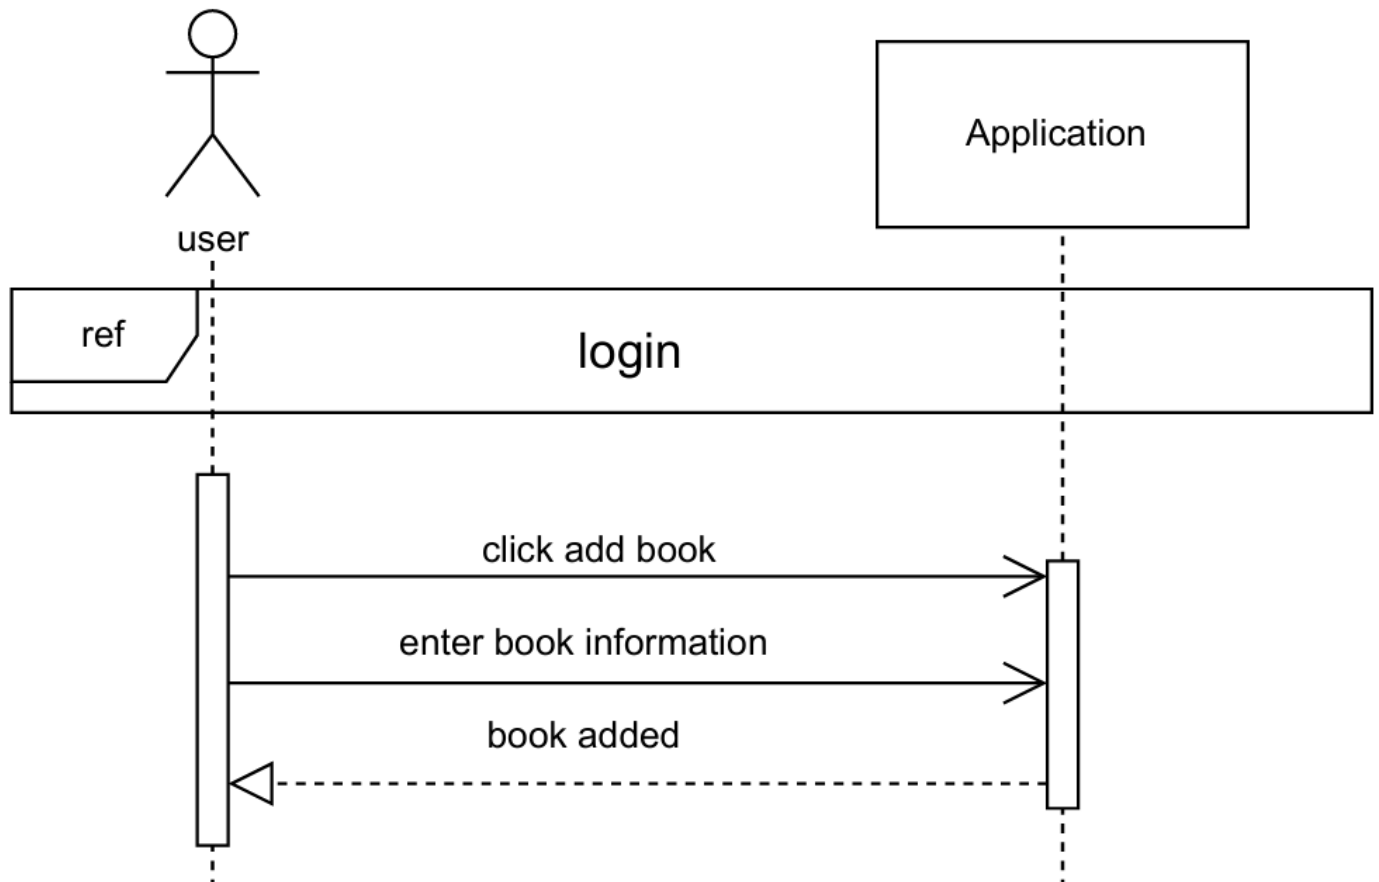 Application
user
ref
login
click add book
enter book information
book added